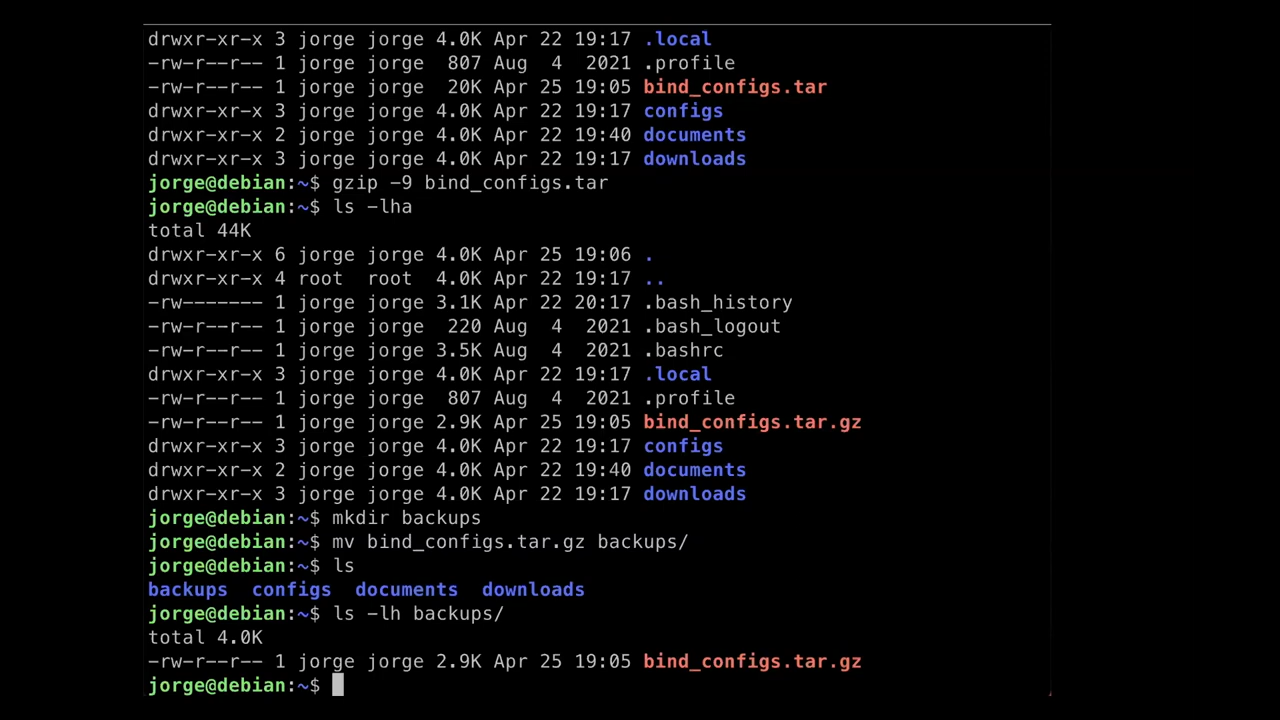 drwxr-xr-x 3 jorge jorge 4.0K Apr 22 19:17 .local
-rw-r--r-- 1 jorge jorge  807 Aug  4  2021 .profile
-rw-r--r-- 1 jorge jorge  20K Apr 25 19:05 bind_configs.tar
drwxr-xr-x 3 jorge jorge 4.0K Apr 22 19:17 configs
drwxr-xr-x 2 jorge jorge 4.0K Apr 22 19:40 documents
drwxr-xr-x 3 jorge jorge 4.0K Apr 22 19:17 downloads
jorge@debian:~$ gzip -9 bind_configs.tar
jorge@debian:~$ ls -lha
total 44K
drwxr-xr-x 6 jorge jorge 4.0K Apr 25 19:06 .
drwxr-xr-x 4 root  root  4.0K Apr 22 19:17 ..
-rw------- 1 jorge jorge 3.1K Apr 22 20:17 .bash_history
-rw-r--r-- 1 jorge jorge  220 Aug  4  2021 .bash_logout
-rw-r--r-- 1 jorge jorge 3.5K Aug  4  2021 .bashrc
drwxr-xr-x 3 jorge jorge 4.0K Apr 22 19:17 .local
-rw-r--r-- 1 jorge jorge  807 Aug  4  2021 .profile
-rw-r--r-- 1 jorge jorge 2.9K Apr 25 19:05 bind_configs.tar.gz
drwxr-xr-x 3 jorge jorge 4.0K Apr 22 19:17 configs
drwxr-xr-x 2 jorge jorge 4.0K Apr 22 19:40 documents
drwxr-xr-x 3 jorge jorge 4.0K Apr 22 19:17 downloads
jorge@debian:~$ mkdir backups
jorge@debian:~$ mv bind_configs.tar.gz backups/
jorge@debian:~$ ls
backups  configs  documents  downloads
jorge@debian:~$ ls -lh backups/
total 4.0K
-rw-r--r-- 1 jorge jorge 2.9K Apr 25 19:05 bind_configs.tar.gz
jorge@debian:~$